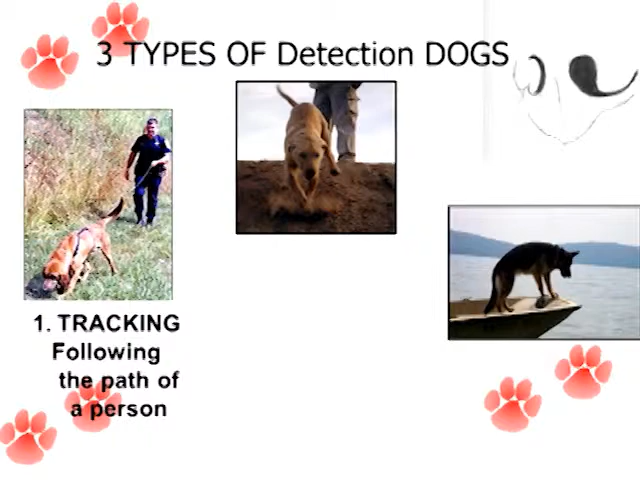 3 TYPES OF Detection DOGS
1. TRACKING
Following
the path of
a person